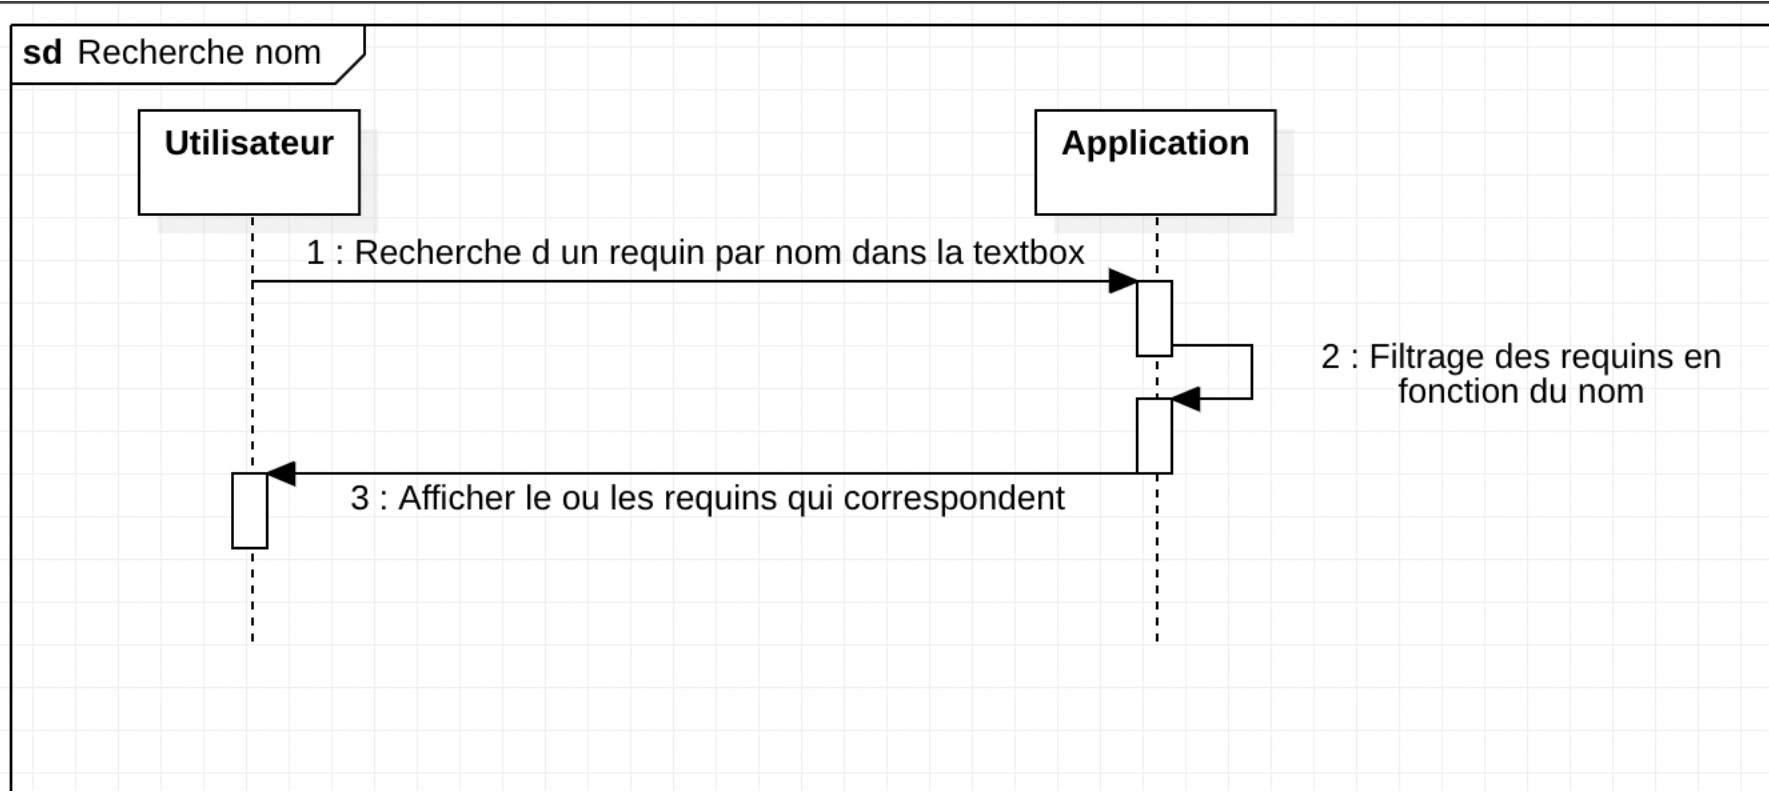 sd Recherche nom
Utilisateur
Application
1 : Recherche d un requin par nom dans la textbox
2 : Filtrage des requins en
fonction du nom
3 : Afficher le ou les requins qui correspondent